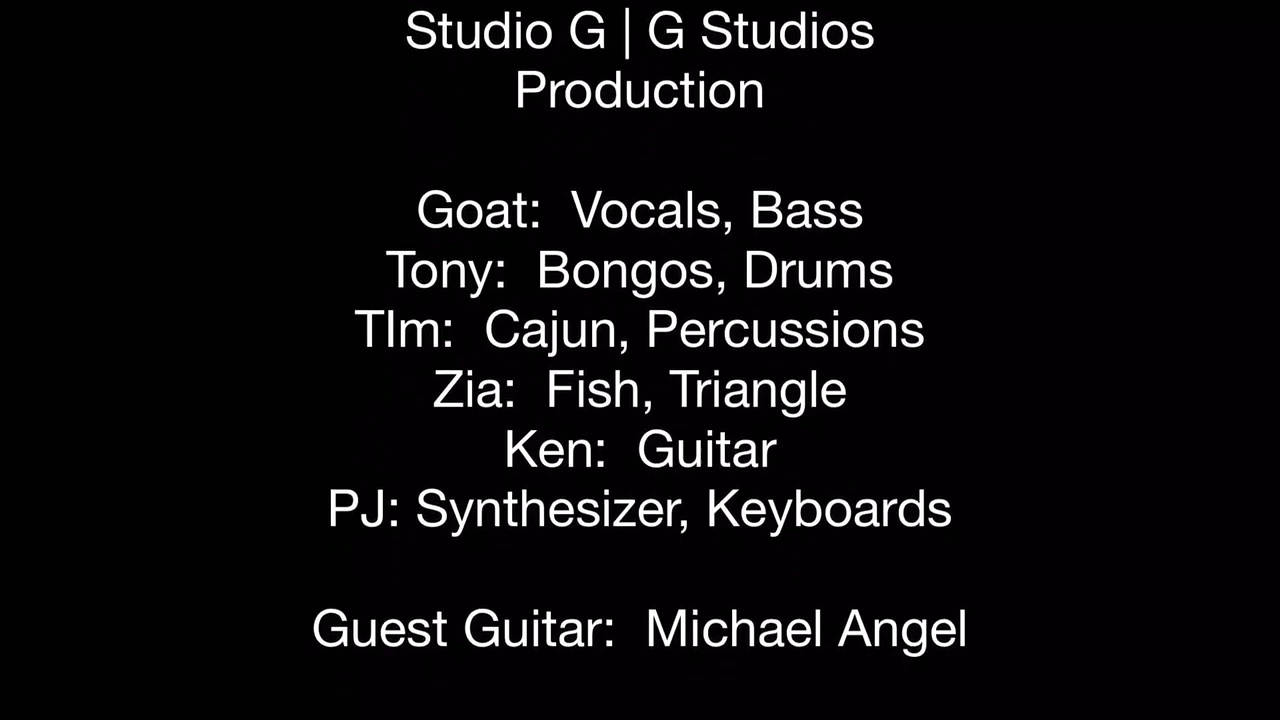 Studio G | G Studios
Production
Goat:  Vocals, Bass
Tony:  Bongos, Drums
TIm:  Cajun, Percussions
Zia:  Fish, Triangle
Ken:  Guitar
PJ: Synthesizer, Keyboards
Guest Guitar:  Michael Angel